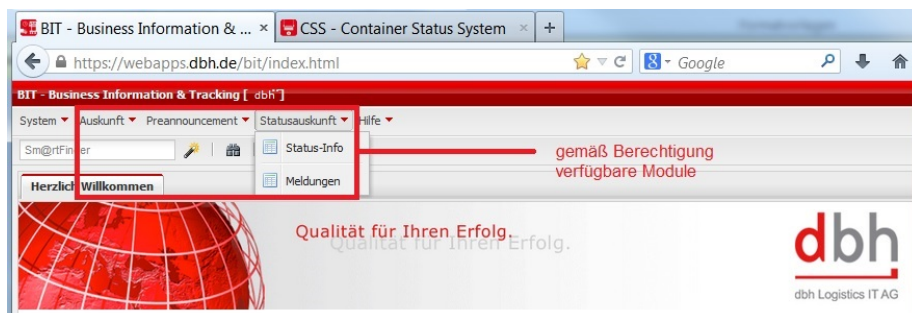 BIT - Business Information & ... × CSS - Container Status System × +
https://webapps.dbh.de/bit/index.html Google
BIT - Business Information & Tracking [ dbh ]
System Auskunft Preannouncement Statusauskunft Hilfe
Sm@rtFinder
Status-Info
Meldungen
gemäß Berechtigung
verfügbare Module
Herzlich Willkommen
Qualität für Ihren Erfolg.
Qualität für Ihren Erfolg.
dbh
dbh Logistics IT AG